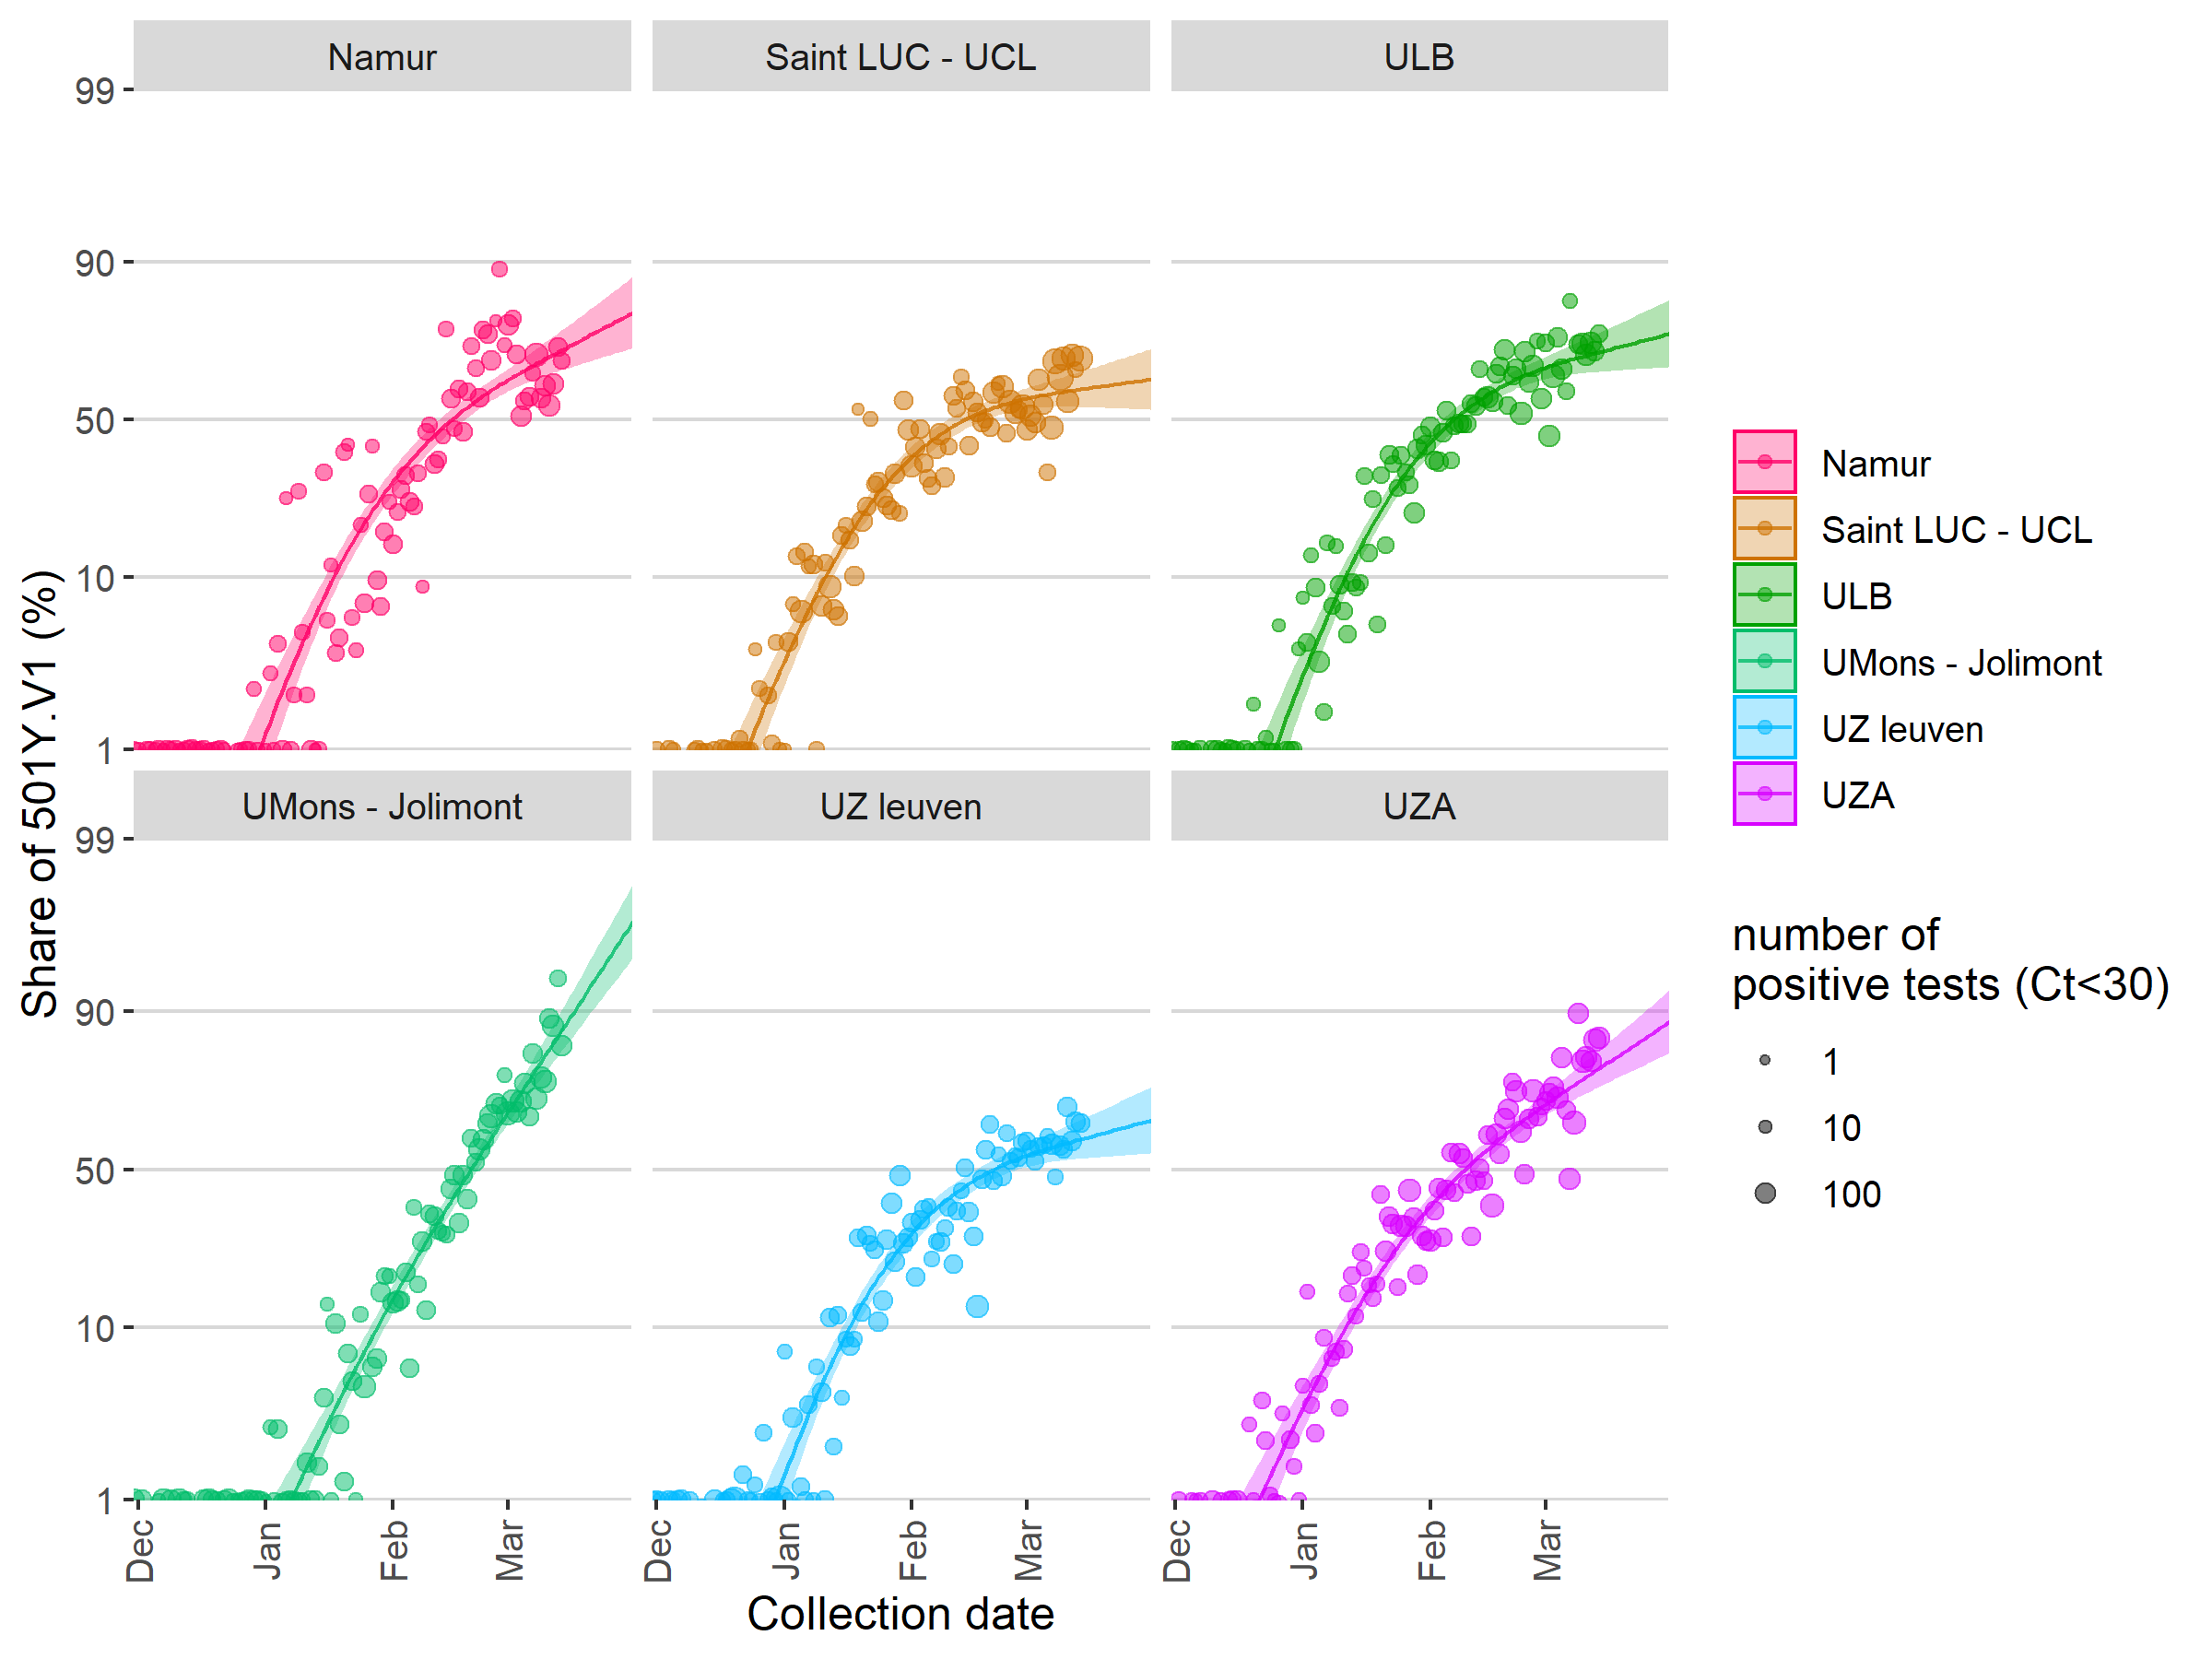 Namur
Saint LUC - UCL
ULB
99
90
50
10
1
UMons - Jolimont
UZ leuven
UZA
99
90
50
10
1
Share of 501Y.V1 (%)
Dec
Jan
Feb
Mar
Dec
Jan
Feb
Mar
Dec
Jan
Feb
Mar
Collection date
Namur
Saint LUC - UCL
ULB
UMons - Jolimont
UZ leuven
UZA
number of
positive tests (Ct<30)
1
10
100